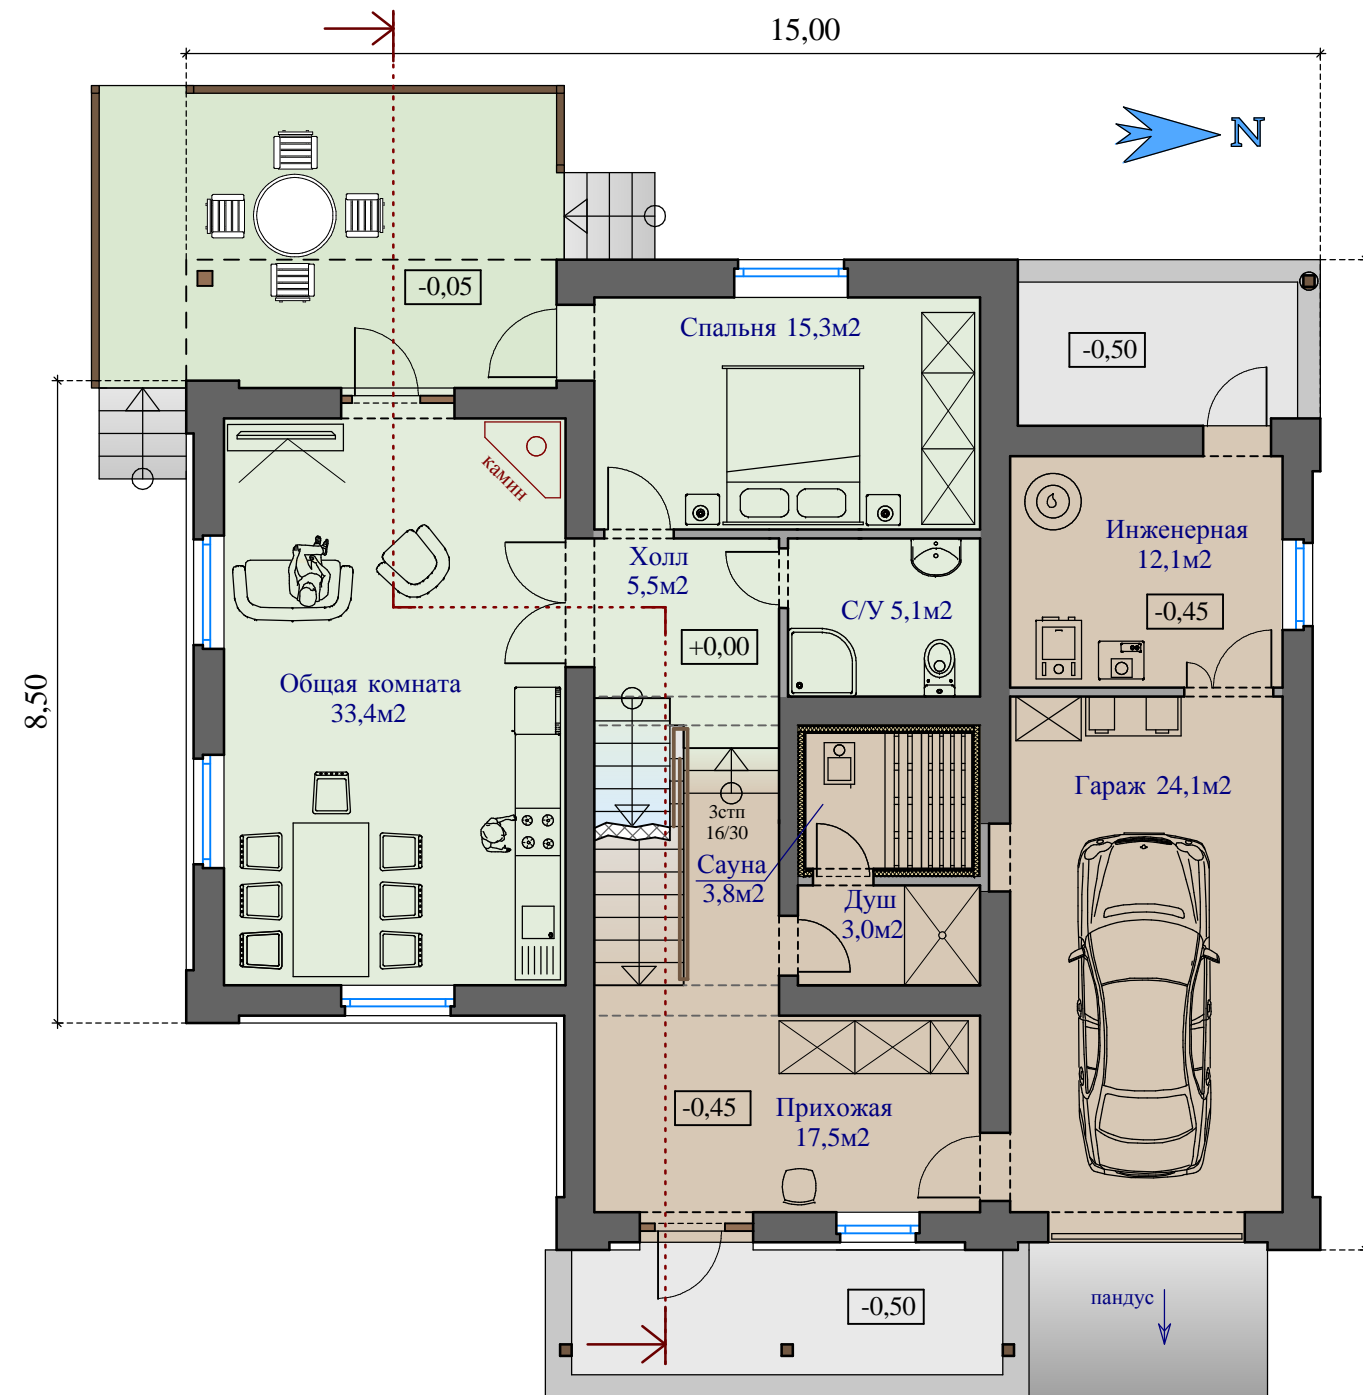 15,00
N
-0,05
Спальня 15,3м2
-0,50
камин
Инженерная
12,1м2
Холл
5,5м2
С/У 5,1м2
-0,45
+0,00
Общая комната
33,4м2
8,50
Гараж 24,1м2
3стп
16/30
Сауна
3,8м2
Душ
3,0м2
-0,45
Прихожая
17,5м2
-0,50
пандус